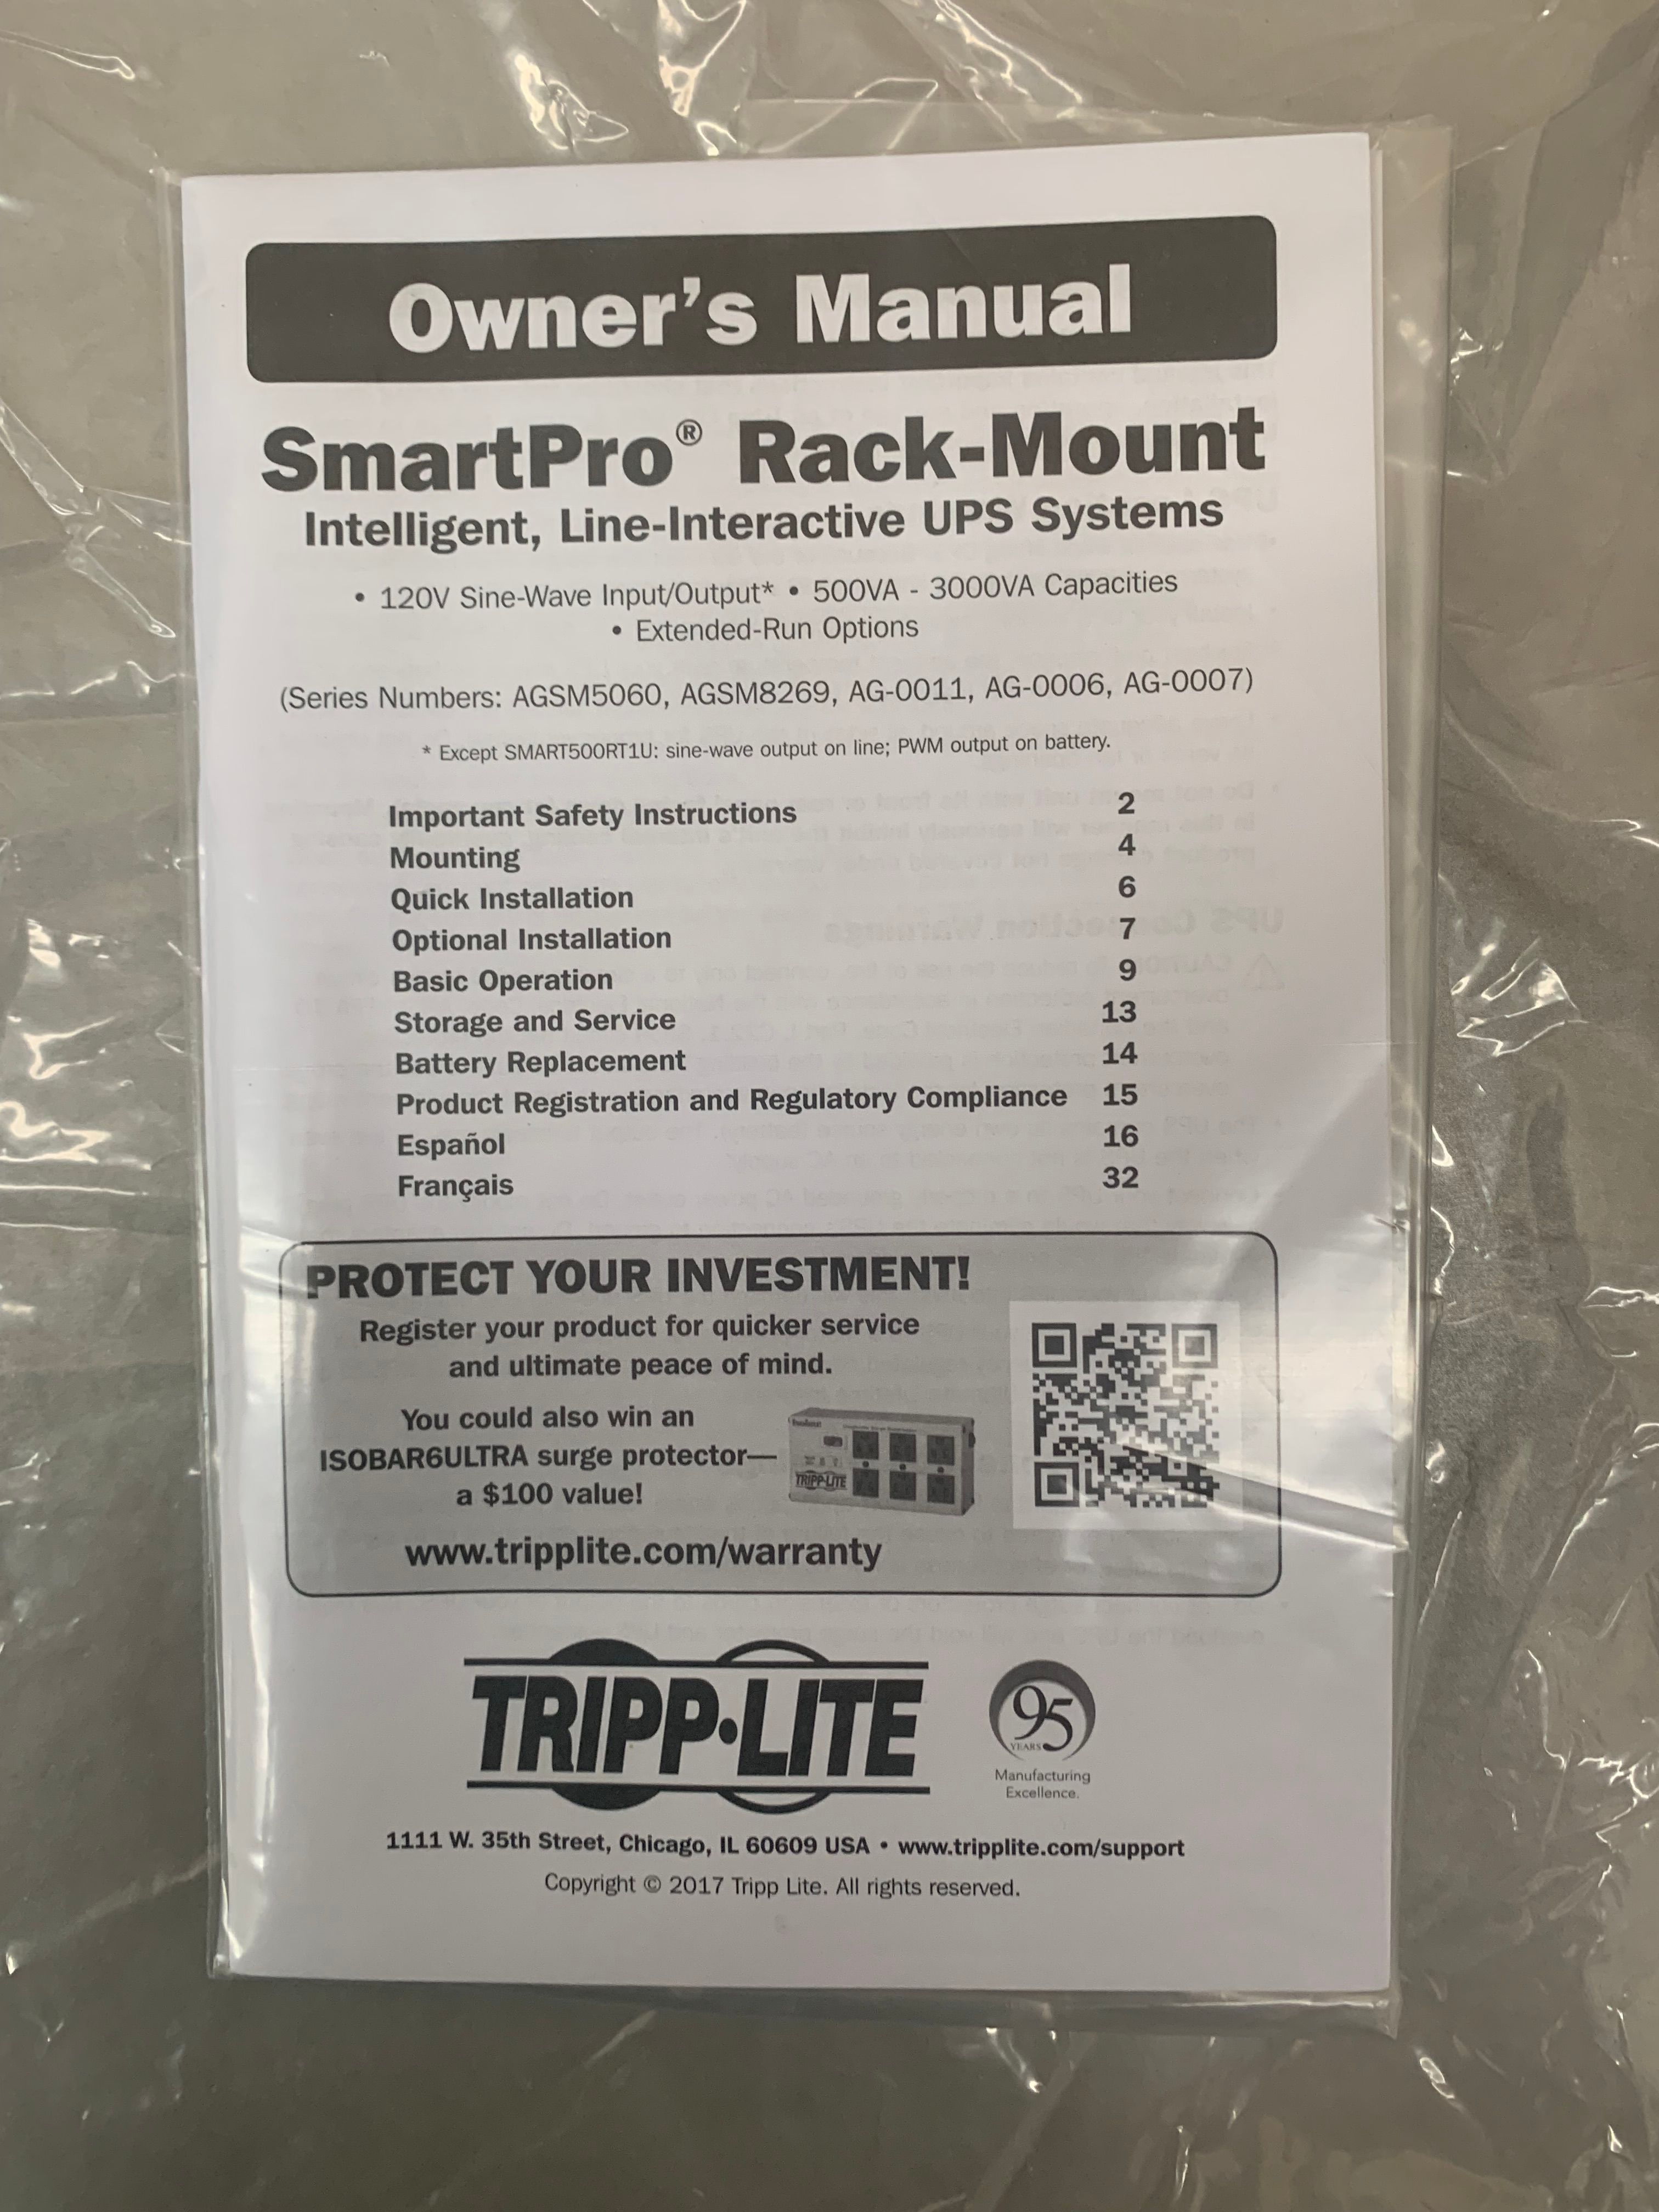 Owner's Manual
SmartPro® Rack-Mount
Intelligent, Line-Interactive UPS Systems
• 120V Sine-Wave Input/Output* • 500VA - 3000VA Capacities
• Extended-Run Options
(Series Numbers: AGSM5060, AGSM8269, AG-0011, AG-0006, AG-0007)
* Except SMART500RT1U: sine-wave output on line; PWM output on battery.
Important Safety Instructions 2
Mounting 4
Quick Installation 6
Optional Installation 7
Basic Operation 9
Storage and Service 13
Battery Replacement 14
Product Registration and Regulatory Compliance 15
Español 16
Français 32
PROTECT YOUR INVESTMENT!
Register your product for quicker service
and ultimate peace of mind.
You could also win an
ISOBAR6ULTRA surge protector—
a $100 value!
TRIPP·LITE
www.tripplite.com/warranty
TRIPP·LITE
95
YEARS
Manufacturing
Excellence.
1111 W. 35th Street, Chicago, IL 60609 USA • www.tripplite.com/support
Copyright © 2017 Tripp Lite. All rights reserved.